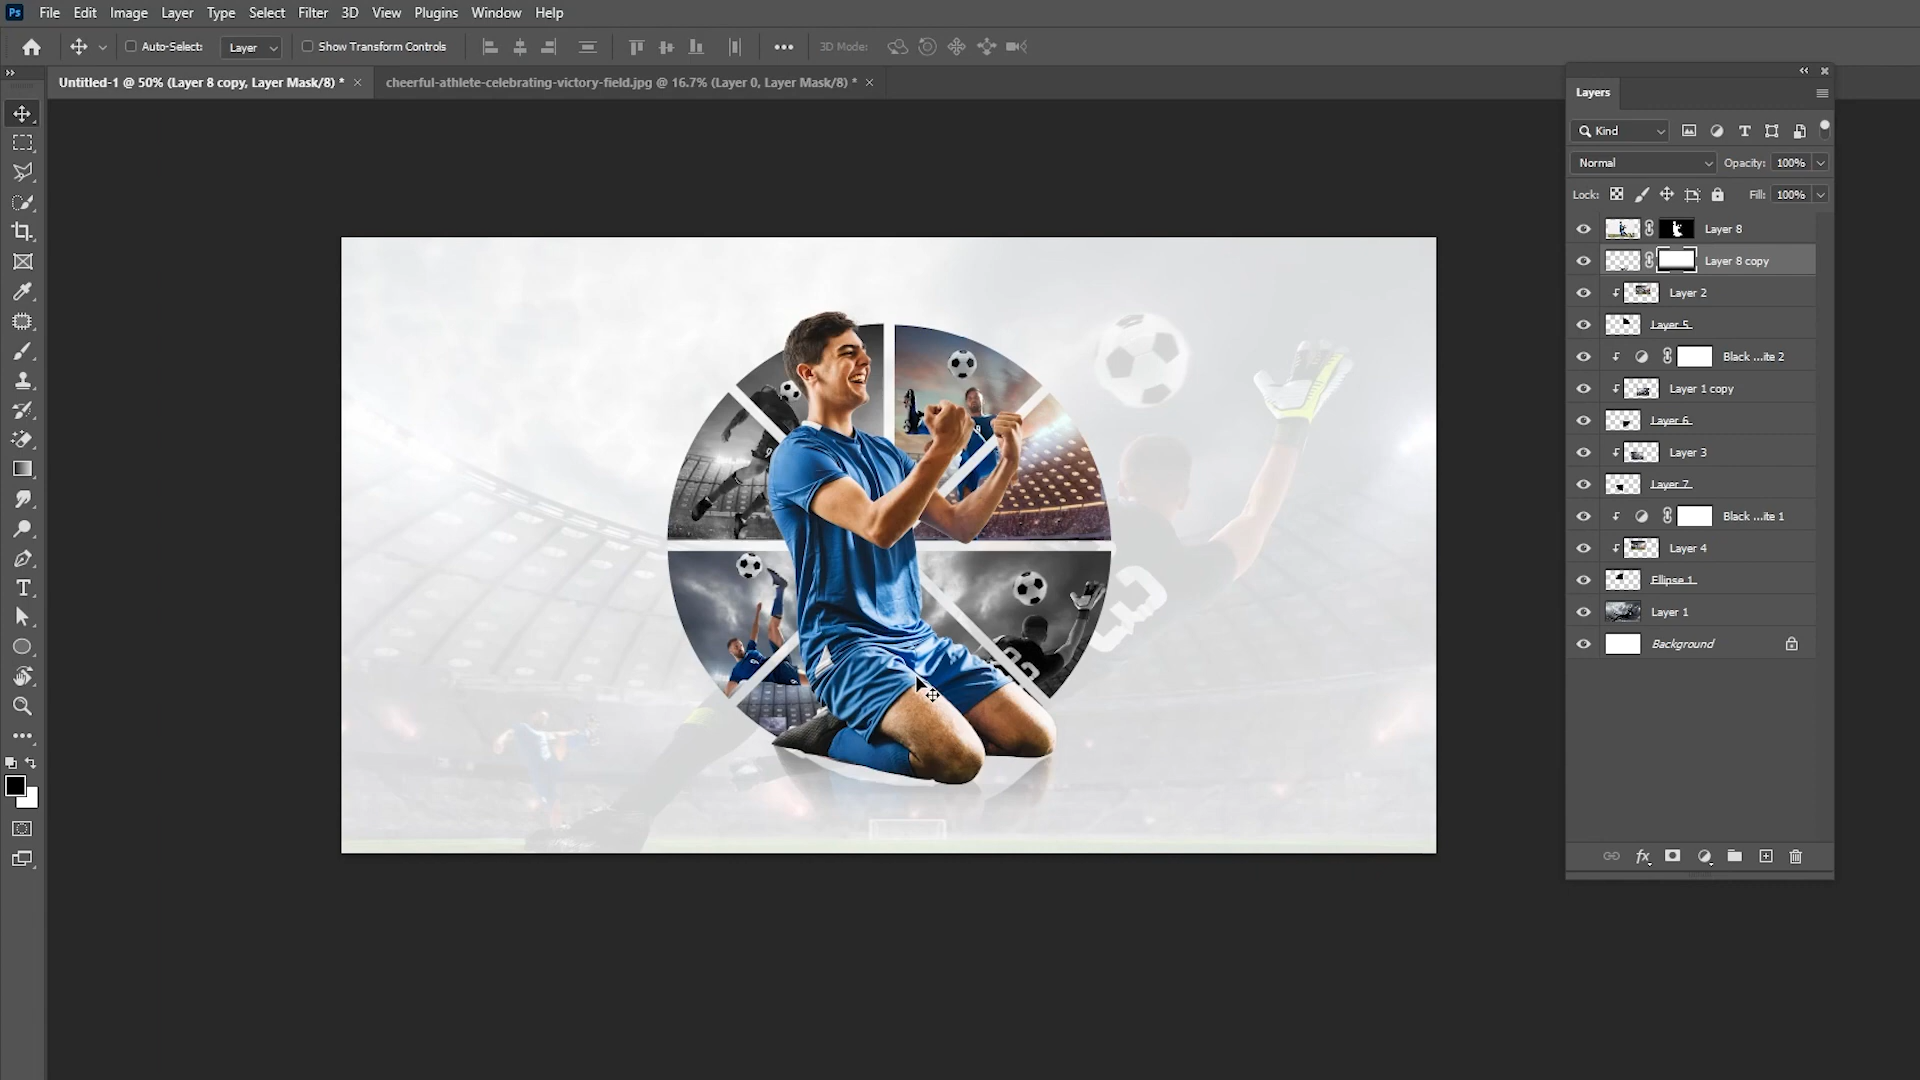 Ps File Edit Image Layer Type Select Filter 3D View Plugins Window Help
Auto-Select: Layer Show Transform Controls 3D Mode:
Untitled-1 @ 50% (Layer 8 copy, Layer Mask/8) * cheerful-athlete-celebrating-victory-field.jpg @ 16.7% (Layer 0, Layer Mask/8) *
Layers
Kind
Normal Opacity: 100%
Lock: Fill: 100%
Layer 8
Layer 8 copy
Layer 2
Layer 5
Black ...ite 2
Layer 1 copy
Layer 6
Layer 3
Layer 7
Black ...ite 1
Layer 4
Ellipse 1
Layer 1
Background
fx